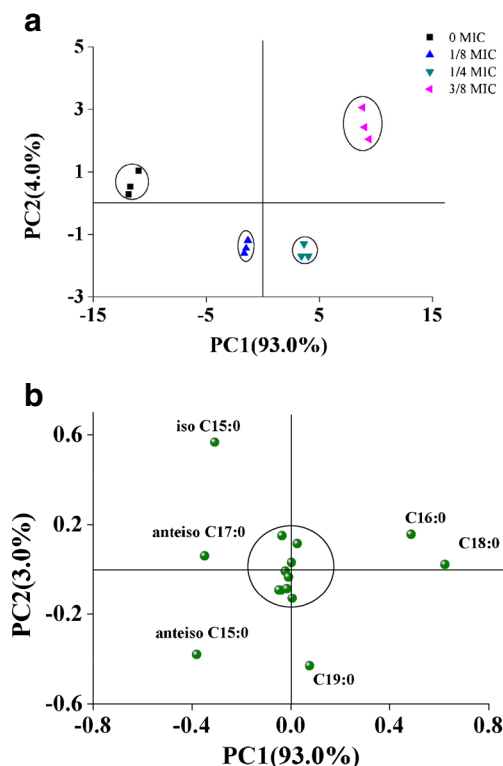 a
0 MIC
1/8 MIC
1/4 MIC
3/8 MIC
PC2(4.0%)
5
3
1
-1
-3
-15
-5
5
15
PC1(93.0%)
b
iso C15:0
anteiso C17:0
anteiso C15:0
C16:0
C18:0
C19:0
PC2(3.0%)
0.6
0.2
-0.2
-0.6
-0.8
-0.4
0.0
0.4
0.8
PC1(93.0%)